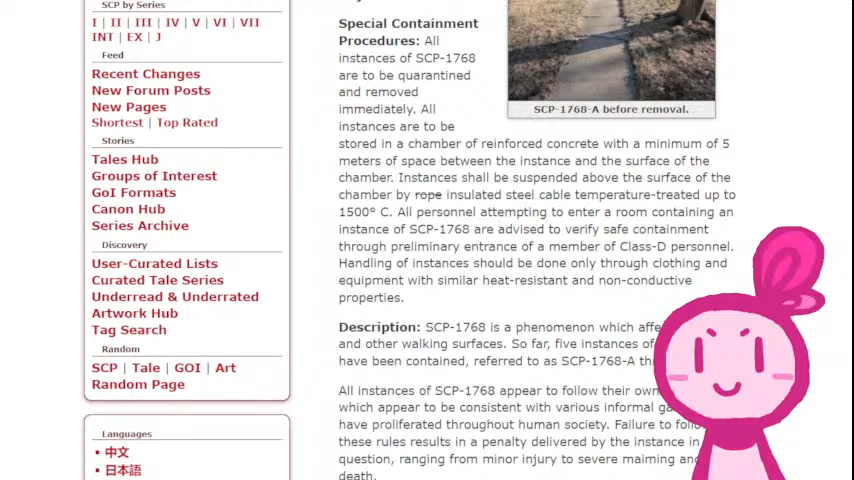 SCP by Series
I | II | III | IV | V | VI | VII
INT | EX | J
Feed
Recent Changes
New Forum Posts
New Pages
Shortest | Top Rated
Stories
Tales Hub
Groups of Interest
GoI Formats
Canon Hub
Series Archive
Discovery
User-Curated Lists
Curated Tale Series
Underread & Underrated
Artwork Hub
Tag Search
Random
SCP | Tale | GOI | Art
Random Page
Languages
中文
日本語
Special Containment
Procedures: All
instances of SCP-1768
are to be quarantined
and removed
immediately. All
instances are to be
stored in a chamber of reinforced concrete with a minimum of 5
meters of space between the instance and the surface of the
chamber. Instances shall be suspended above the surface of the
chamber by rope insulated steel cable temperature-treated up to
1500° C. All personnel attempting to enter a room containing an
instance of SCP-1768 are advised to verify safe containment
through preliminary entrance of a member of Class-D personnel.
Handling of instances should be done only through clothing and
equipment with similar heat-resistant and non-conductive
properties.
SCP-1768-A before removal.
Description: SCP-1768 is a phenomenon which
and other walking surfaces. So far, five instances of
have been contained, referred to as SCP-1768-A
All instances of SCP-1768 appear to follow their own
which appear to be consistent with various informal
have proliferated throughout human society. Failure to
these rules results in a penalty delivered by the instance in
question, ranging from minor injury to severe maiming and
death.